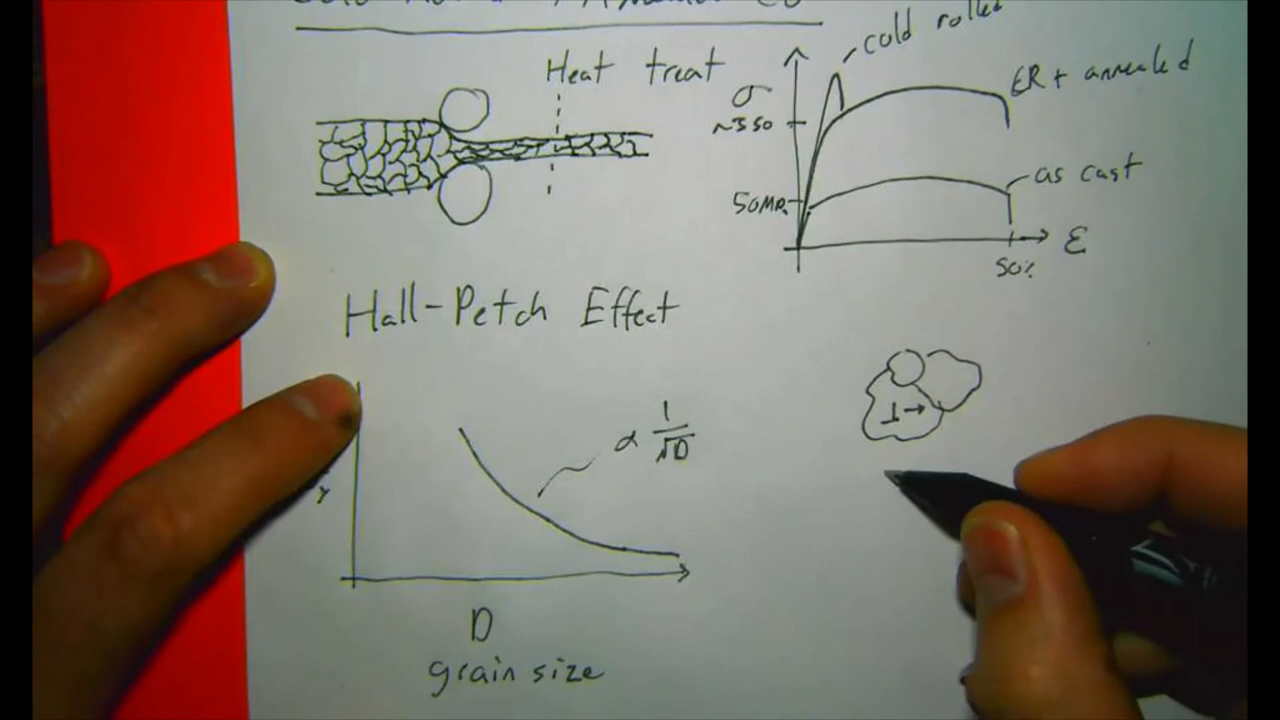 Heat treat
cold rolled
σ
~350
CR + annealed
50MPa
as cast
ε
50%
Hall-Petch Effect
∝ 1/√D
⊥→
y
D
grain size